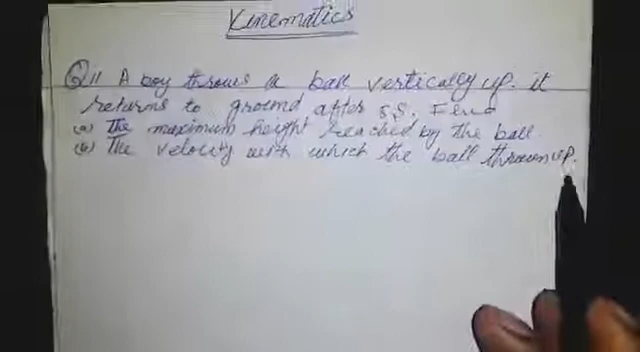 Kinematics
Q11 A boy throws a ball vertically up. it
returns to ground after 5S. Find
(a) The maximum height reached by the ball.
(b) The velocity with which the ball thrown up.